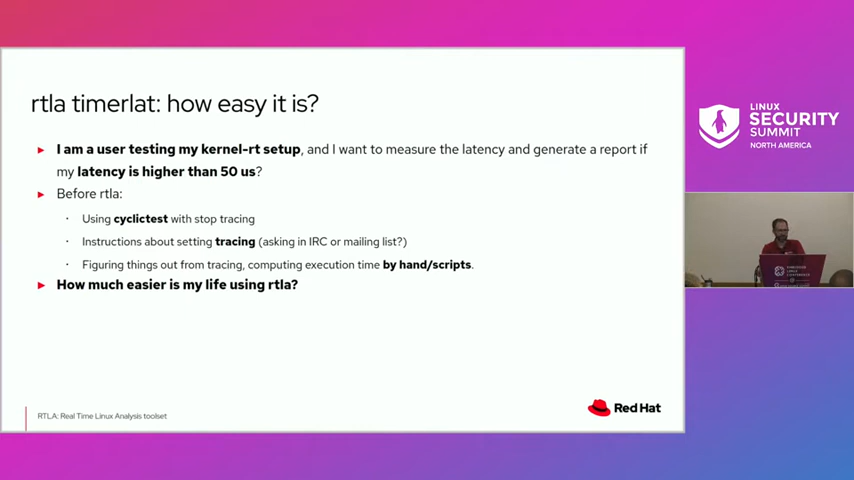 rtla timerlat: how easy it is?
I am a user testing my kernel-rt setup, and I want to measure the latency and generate a report if
my latency is higher than 50 us?
Before rtla:
Using cyclictest with stop tracing
Instructions about setting tracing (asking in IRC or mailing list?)
Figuring things out from tracing, computing execution time by hand/scripts.
How much easier is my life using rtla?
RTLA: Real Time Linux Analysis toolset
Red Hat
LINUX
SECURITY
SUMMIT
NORTH AMERICA